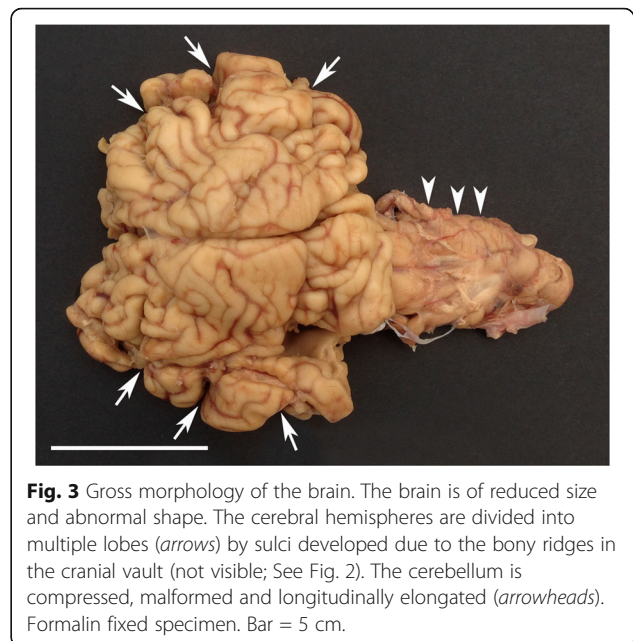 Fig. 3 Gross morphology of the brain. The brain is of reduced size
and abnormal shape. The cerebral hemispheres are divided into
multiple lobes (arrows) by sulci developed due to the bony ridges in
the cranial vault (not visible; See Fig. 2). The cerebellum is
compressed, malformed and longitudinally elongated (arrowheads).
Formalin fixed specimen. Bar = 5 cm.